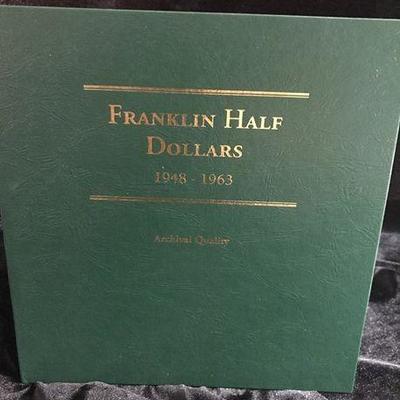 Franklin Half
Dollars
1948 - 1963
Archival Quality